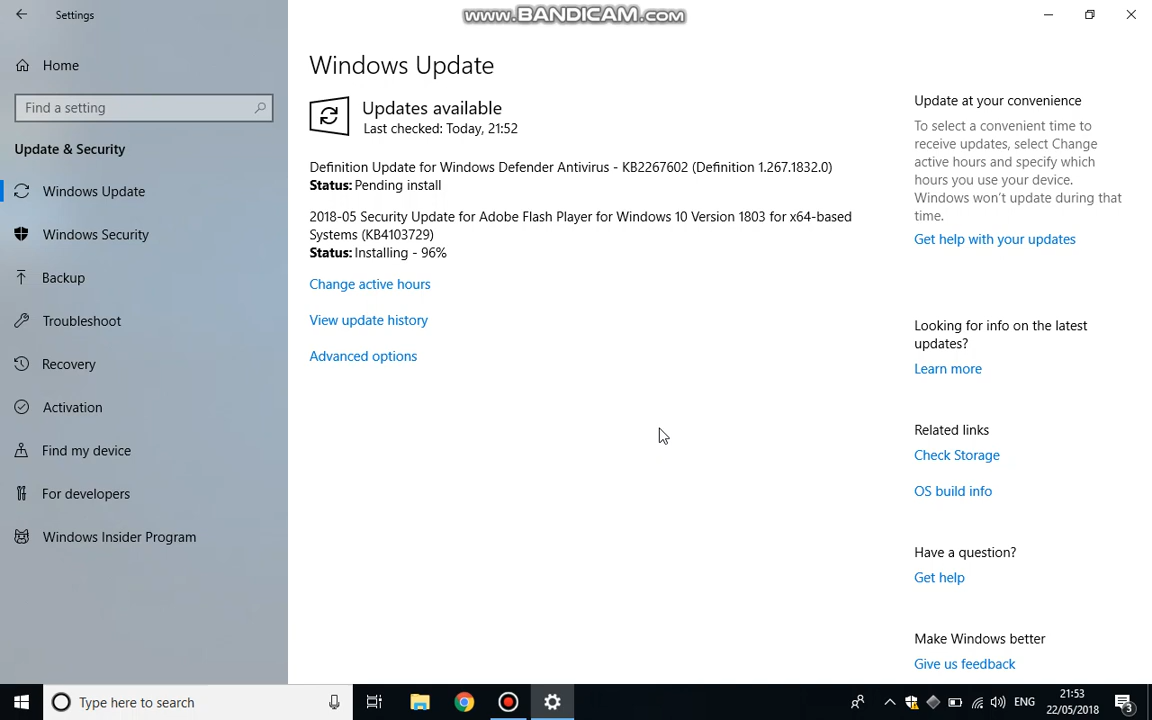 Settings
www.BANDICAM.com
Home
Find a setting
Update & Security
Windows Update
Windows Security
Backup
Troubleshoot
Recovery
Activation
Find my device
For developers
Windows Insider Program
Windows Update
Updates available
Last checked: Today, 21:52
Definition Update for Windows Defender Antivirus - KB2267602 (Definition 1.267.1832.0)
Status: Pending install
2018-05 Security Update for Adobe Flash Player for Windows 10 Version 1803 for x64-based
Systems (KB4103729)
Status: Installing - 96%
Change active hours
View update history
Advanced options
Update at your convenience
To select a convenient time to
receive updates, select Change
active hours and specify which
hours you use your device.
Windows won't update during that
time.
Get help with your updates
Looking for info on the latest
updates?
Learn more
Related links
Check Storage
OS build info
Have a question?
Get help
Make Windows better
Give us feedback
Type here to search
ENG
21:53
22/05/2018
3